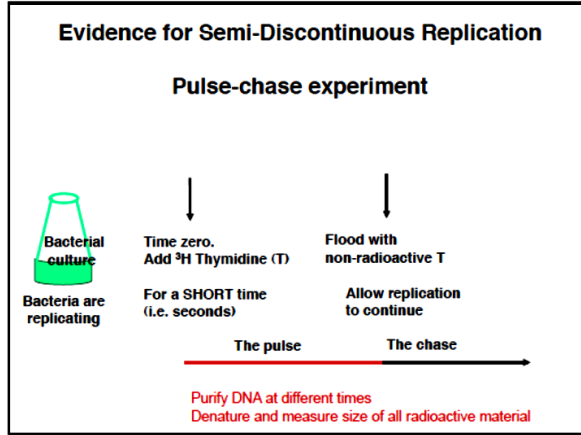 Evidence for Semi-Discontinuous Replication
Pulse-chase experiment
Bacterial
culture
Bacteria are
replicating
Time zero.
Add ³H Thymidine (T)
For a SHORT time
(i.e. seconds)
Flood with
non-radioactive T
Allow replication
to continue
The pulse
The chase
Purify DNA at different times
Denature and measure size of all radioactive material